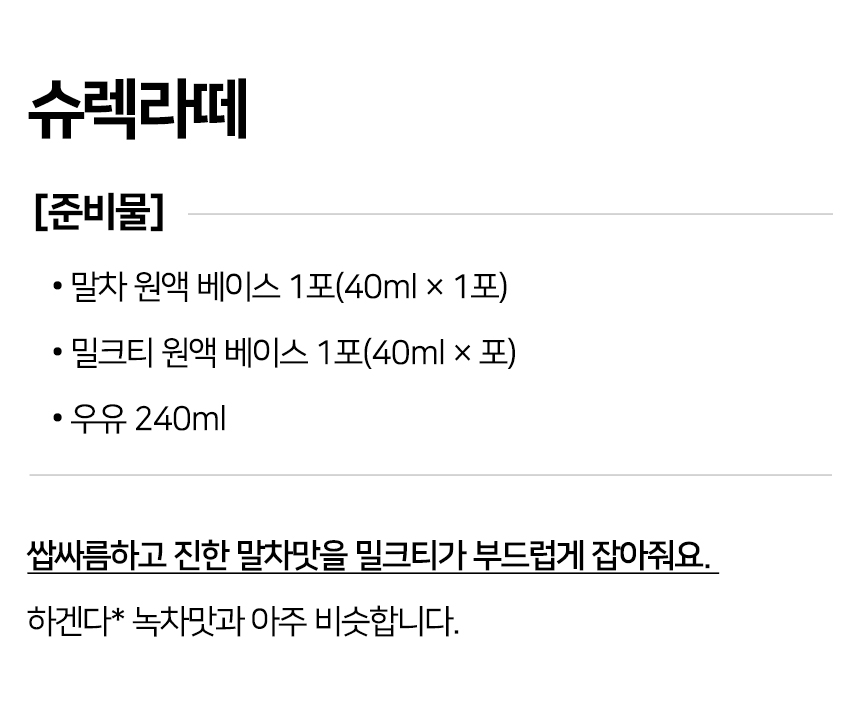 슈렉라떼
[준비물]
• 말차 원액 베이스 1포(40ml × 1포)
• 밀크티 원액 베이스 1포(40ml × 포)
• 우유 240ml
쌉싸름하고 진한 말차맛을 밀크티가 부드럽게 잡아줘요.
하겐다* 녹차맛과 아주 비슷합니다.